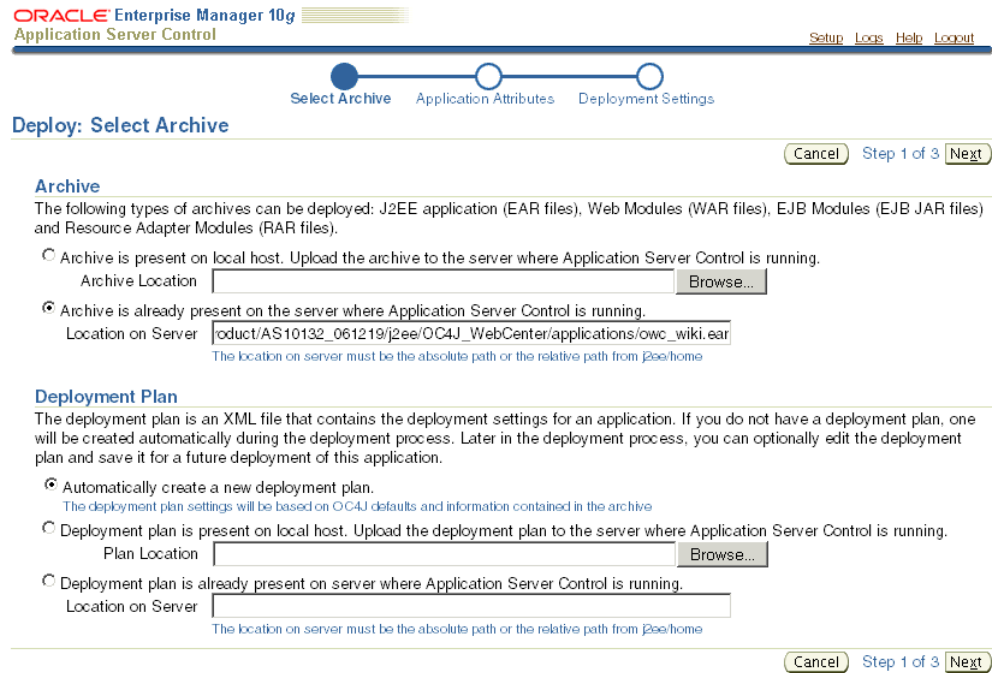 ORACLE Enterprise Manager 10g
Application Server Control
Setup Logs Help Logout
Select Archive Application Attributes Deployment Settings
Deploy: Select Archive
Cancel Step 1 of 3 Next
Archive
The following types of archives can be deployed: J2EE application (EAR files), Web Modules (WAR files), EJB Modules (EJB JAR files)
and Resource Adapter Modules (RAR files).
Archive is present on local host. Upload the archive to the server where Application Server Control is running.
Archive Location Browse...
Archive is already present on the server where Application Server Control is running.
Location on Server roduct/AS10132_061219/j2ee/OC4J_WebCenter/applications/owc_wiki.ear
The location on server must be the absolute path or the relative path from j2ee/home
Deployment Plan
The deployment plan is an XML file that contains the deployment settings for an application. If you do not have a deployment plan, one
will be created automatically during the deployment process. Later in the deployment process, you can optionally edit the deployment
plan and save it for a future deployment of this application.
Automatically create a new deployment plan.
The deployment plan settings will be based on OC4J defaults and information contained in the archive
Deployment plan is present on local host. Upload the deployment plan to the server where Application Server Control is running.
Plan Location Browse...
Deployment plan is already present on server where Application Server Control is running.
Location on Server
The location on server must be the absolute path or the relative path from j2ee/home
Cancel Step 1 of 3 Next